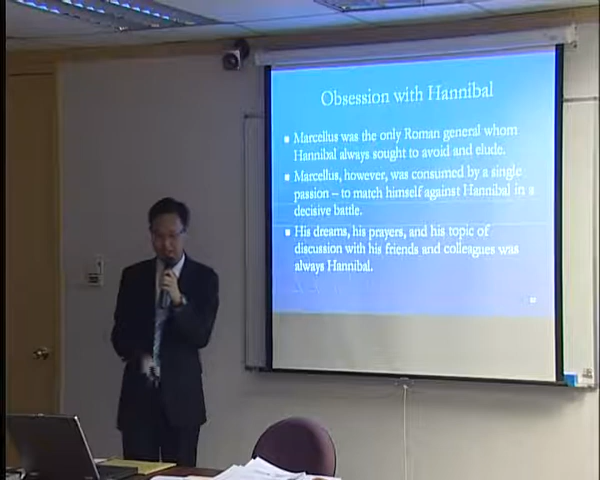 Obsession with Hannibal
Marcellus was the only Roman general whom
Hannibal always sought to avoid and elude.
Marcellus, however, was consumed by a single
passion – to match himself against Hannibal in a
decisive battle.
His dreams, his prayers, and his topic of
discussion with his friends and colleagues was
always Hannibal.